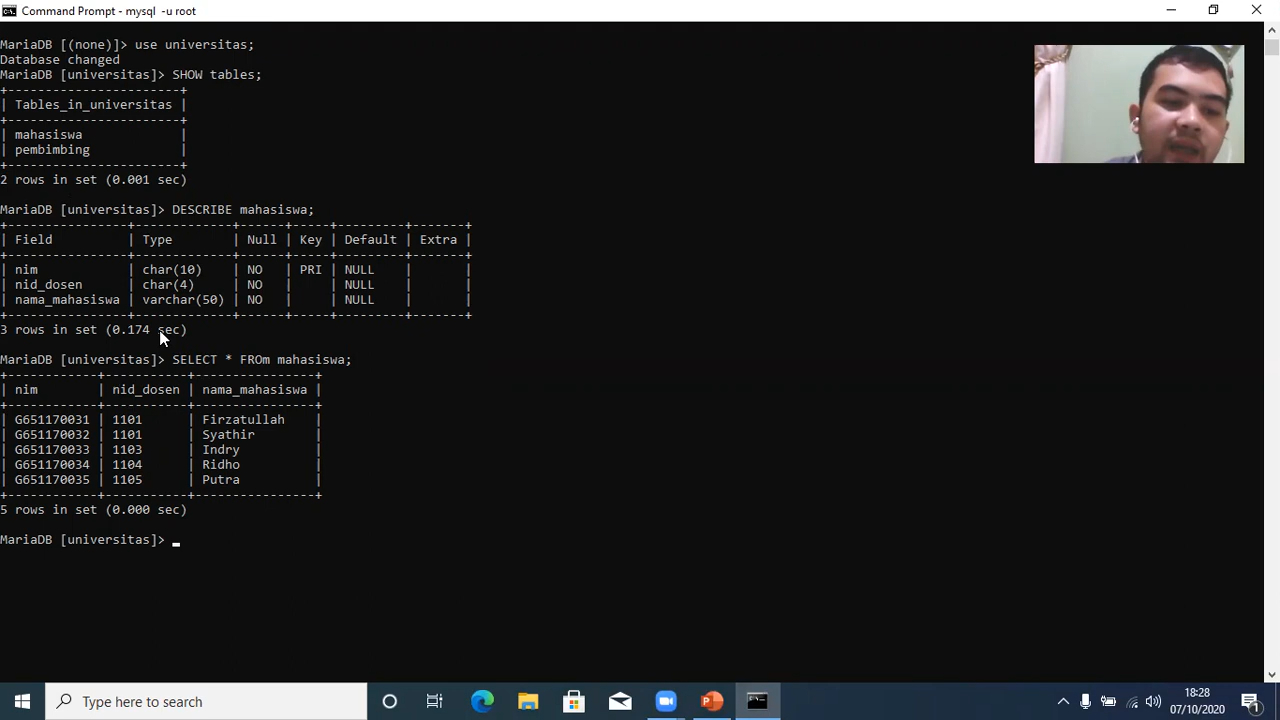 Command Prompt - mysql -u root
MariaDB [(none)]> use universitas;
Database changed
MariaDB [universitas]> SHOW tables;
+------------------------+
| Tables_in_universitas |
+------------------------+
| mahasiswa |
| pembimbing |
+------------------------+
2 rows in set (0.001 sec)
MariaDB [universitas]> DESCRIBE mahasiswa;
+----------------+-------------+------+-----+---------+-------+
| Field | Type | Null | Key | Default | Extra |
+----------------+-------------+------+-----+---------+-------+
| nim | char(10) | NO | PRI | NULL | |
| nid_dosen | char(4) | NO | | NULL | |
| nama_mahasiswa | varchar(50) | NO | | NULL | |
+----------------+-------------+------+-----+---------+-------+
3 rows in set (0.174 sec)
MariaDB [universitas]> SELECT * FROm mahasiswa;
+------------+-----------+----------------+
| nim | nid_dosen | nama_mahasiswa |
+------------+-----------+----------------+
| G651170031 | 1101 | Firzatullah |
| G651170032 | 1101 | Syathir |
| G651170033 | 1103 | Indry |
| G651170034 | 1104 | Ridho |
| G651170035 | 1105 | Putra |
+------------+-----------+----------------+
5 rows in set (0.000 sec)
MariaDB [universitas]> _
Type here to search
18:28
07/10/2020
1